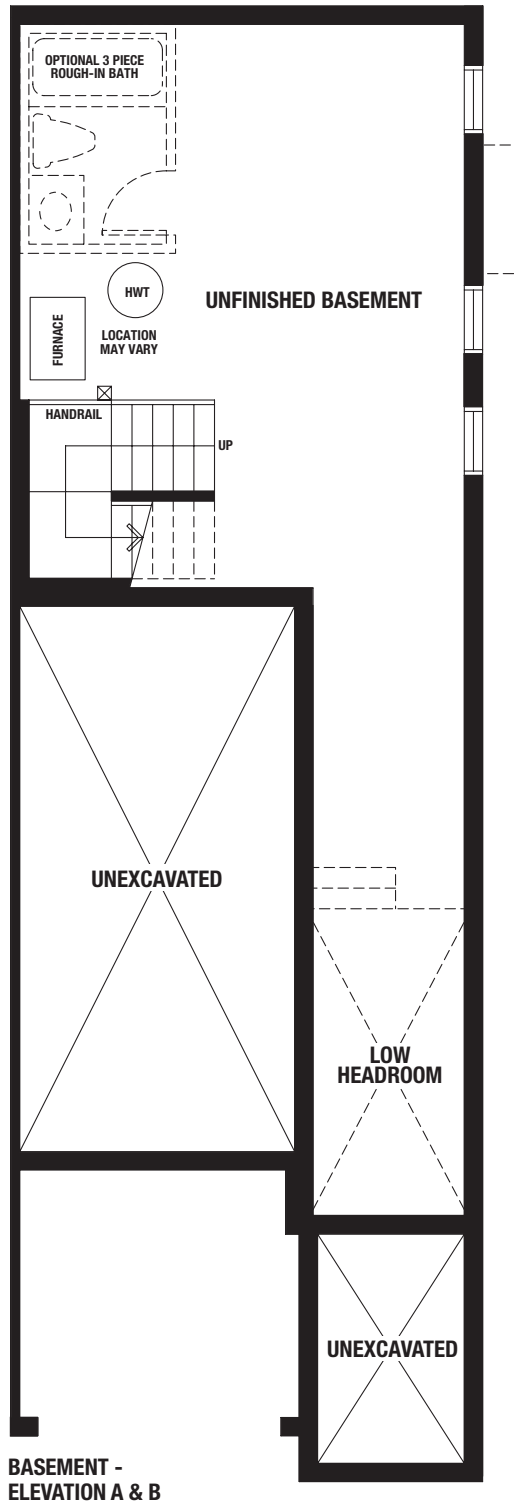 OPTIONAL 3 PIECE
ROUGH-IN BATH
HWT
UNFINISHED BASEMENT
FURNACE
LOCATION
MAY VARY
HANDRAIL
UP
UNEXCAVATED
LOW
HEADROOM
UNEXCAVATED
BASEMENT -
ELEVATION A & B